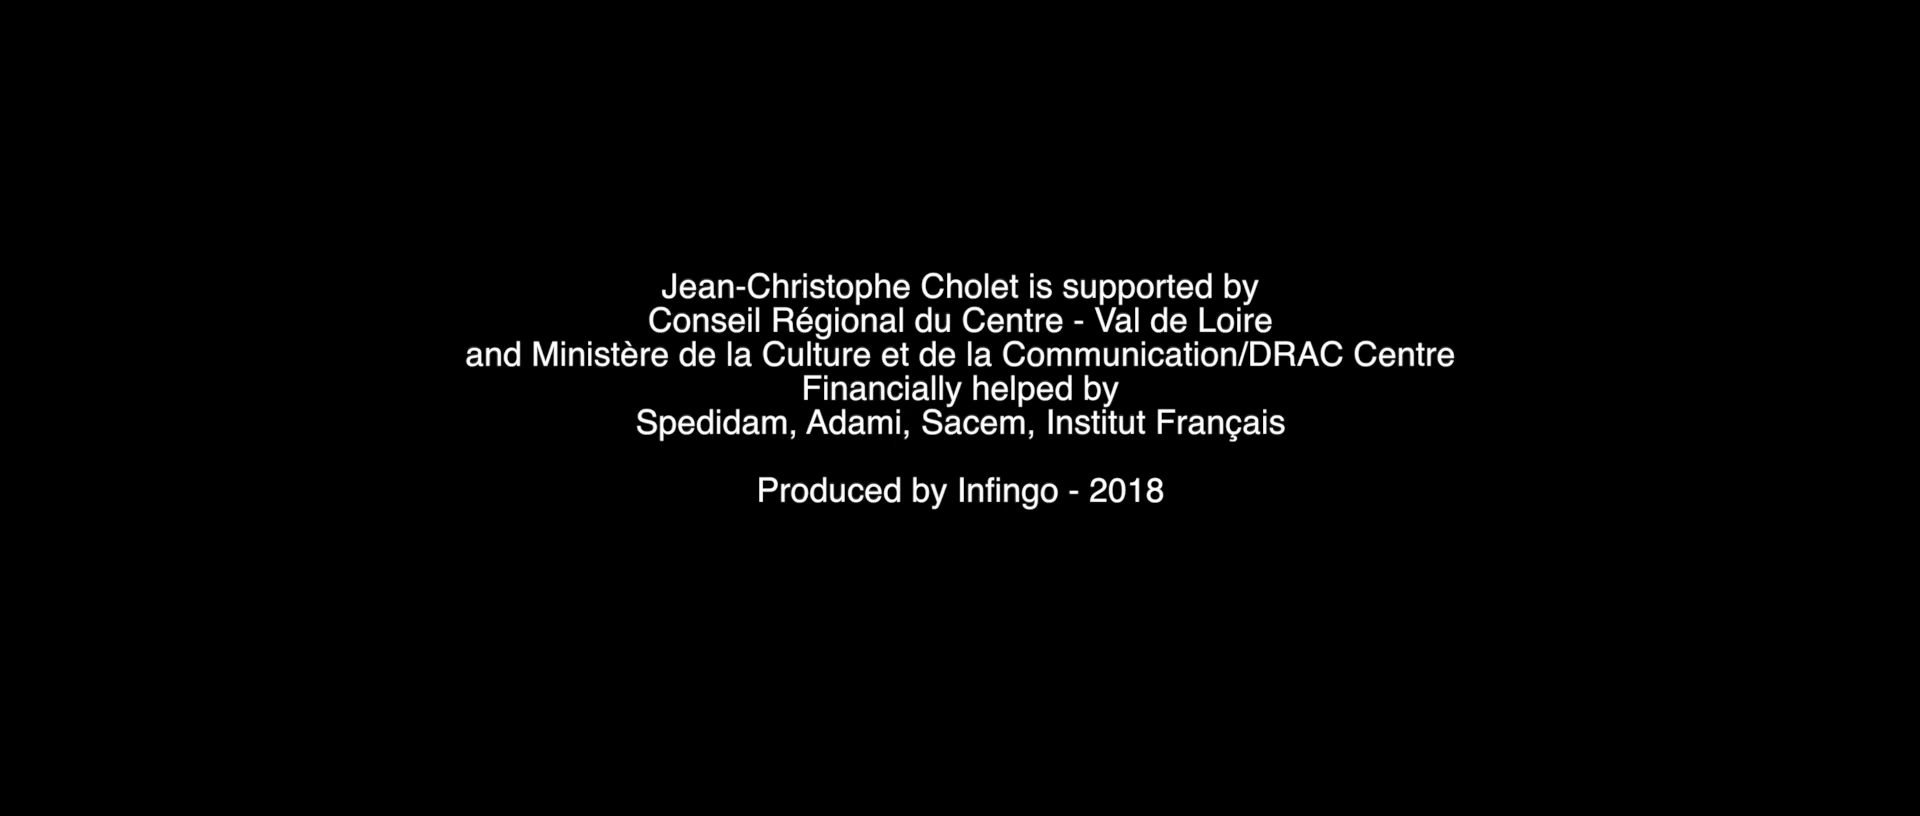 Jean-Christophe Cholet is supported by
Conseil Régional du Centre - Val de Loire
and Ministère de la Culture et de la Communication/DRAC Centre
Financially helped by
Spedidam, Adami, Sacem, Institut Français
Produced by Infingo - 2018